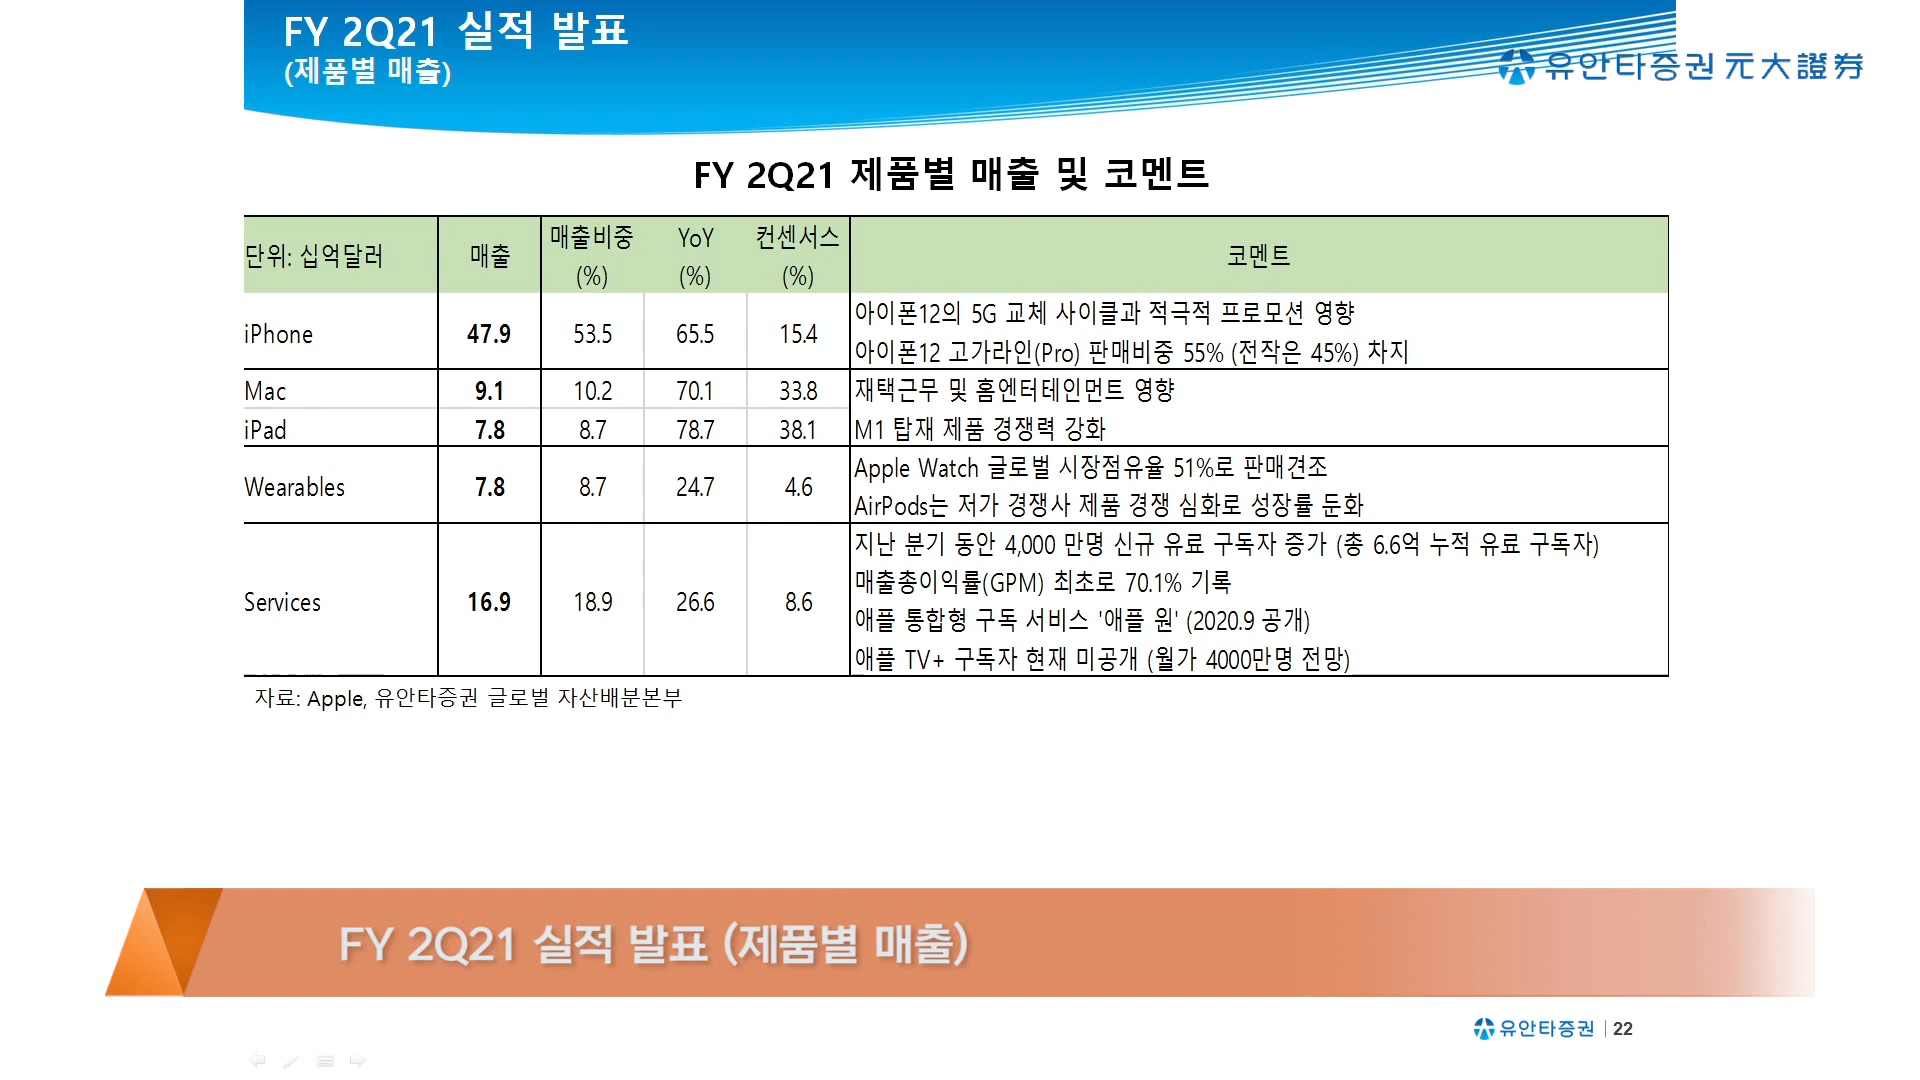 FY 2Q21 실적 발표
(제품별 매출)
유안타증권 元大證券
FY 2Q21 제품별 매출 및 코멘트
단위: 십억달러 매출 매출비중 (%) YoY (%) 컨센서스 (%) 코멘트
iPhone 47.9 53.5 65.5 15.4 아이폰12의 5G 교체 사이클과 적극적 프로모션 영향
아이폰12 고가라인(Pro) 판매비중 55% (전작은 45%) 차지
Mac 9.1 10.2 70.1 33.8 재택근무 및 홈엔터테인먼트 영향
iPad 7.8 8.7 78.7 38.1 M1 탑재 제품 경쟁력 강화
Wearables 7.8 8.7 24.7 4.6 Apple Watch 글로벌 시장점유율 51%로 판매견조
AirPods는 저가 경쟁사 제품 경쟁 심화로 성장률 둔화
Services 16.9 18.9 26.6 8.6 지난 분기 동안 4,000 만명 신규 유료 구독자 증가 (총 6.6억 누적 유료 구독자)
매출총이익률(GPM) 최초로 70.1% 기록
애플 통합형 구독 서비스 '애플 원' (2020.9 공개)
애플 TV+ 구독자 현재 미공개 (월가 4000만명 전망)
자료: Apple, 유안타증권 글로벌 자산배분본부
FY 2Q21 실적 발표 (제품별 매출)
유안타증권 | 22